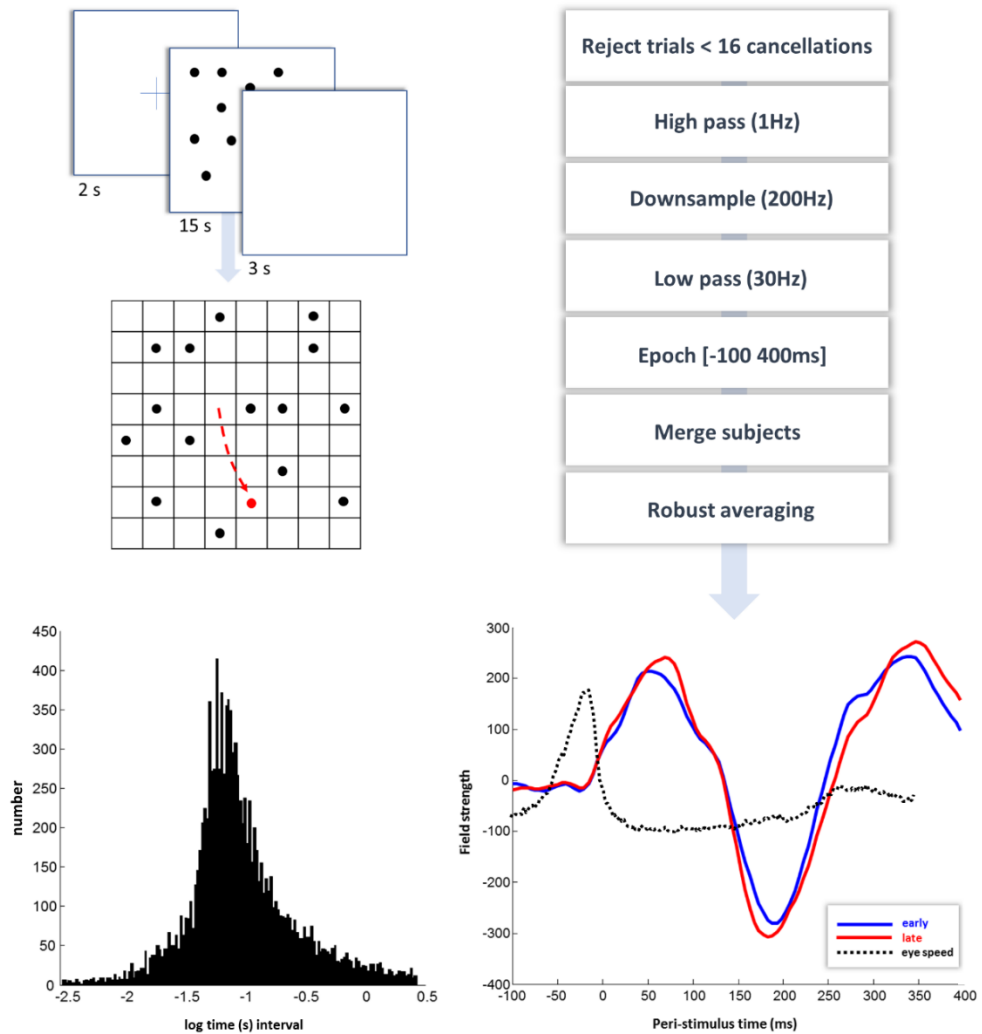 2 s
15 s
3 s
Reject trials < 16 cancellations
High pass (1Hz)
Downsample (200Hz)
Low pass (30Hz)
Epoch [-100 400ms]
Merge subjects
Robust averaging
450
400
350
300
250
200
150
100
50
0
number
-2.5 -2 -1.5 -1 -0.5 0 0.5
log time (s) interval
300
200
100
0
-100
-200
-300
-400
Field strength
early
late
eye speed
-100 -50 0 50 100 150 200 250 300 350 400
Peri-stimulus time (ms)